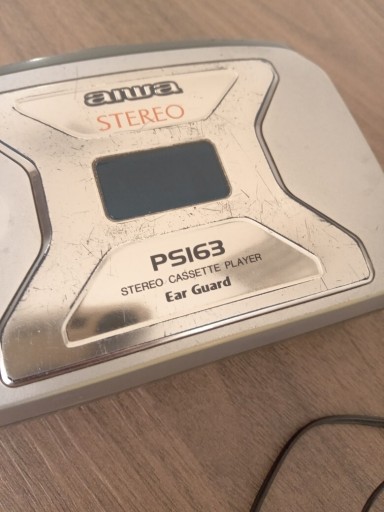 aiwa
STEREO
PS163
STEREO CASSETTE PLAYER
Ear Guard